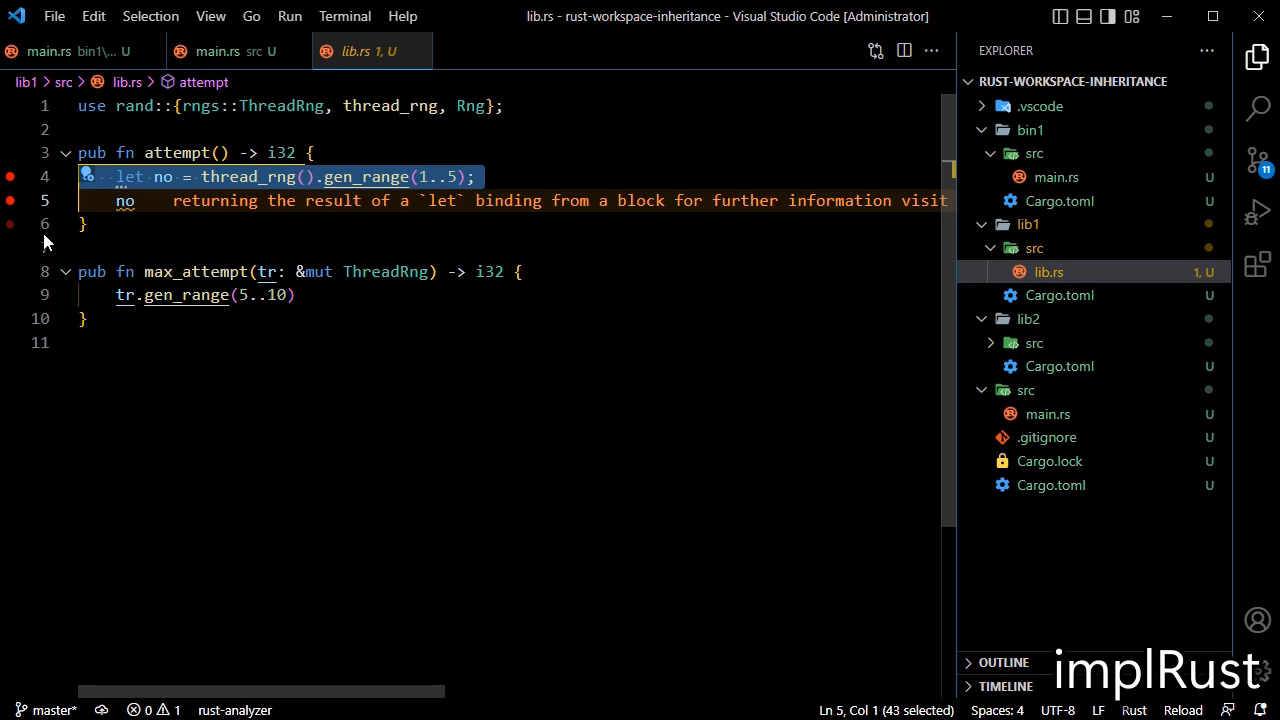 File Edit Selection View Go Run Terminal Help
lib.rs - rust-workspace-inheritance - Visual Studio Code [Administrator]
main.rs bin1\... U
main.rs src U
lib.rs 1, U
lib1 > src > lib.rs > attempt
1 use rand::{rngs::ThreadRng, thread_rng, Rng};
2
3 pub fn attempt() -> i32 {
4 let no = thread_rng().gen_range(1..5);
5 no returning the result of a `let` binding from a block for further information visit
6 }
8 pub fn max_attempt(tr: &mut ThreadRng) -> i32 {
9 tr.gen_range(5..10)
10 }
11
EXPLORER
RUST-WORKSPACE-INHERITANCE
.vscode
bin1
src
main.rs U
Cargo.toml U
lib1
src
lib.rs 1, U
Cargo.toml U
lib2
src
Cargo.toml U
src
main.rs U
.gitignore U
Cargo.lock U
Cargo.toml U
OUTLINE
TIMELINE
11
implRust
master* 0 1 rust-analyzer
Ln 5, Col 1 (43 selected) Spaces: 4 UTF-8 LF Rust Reload